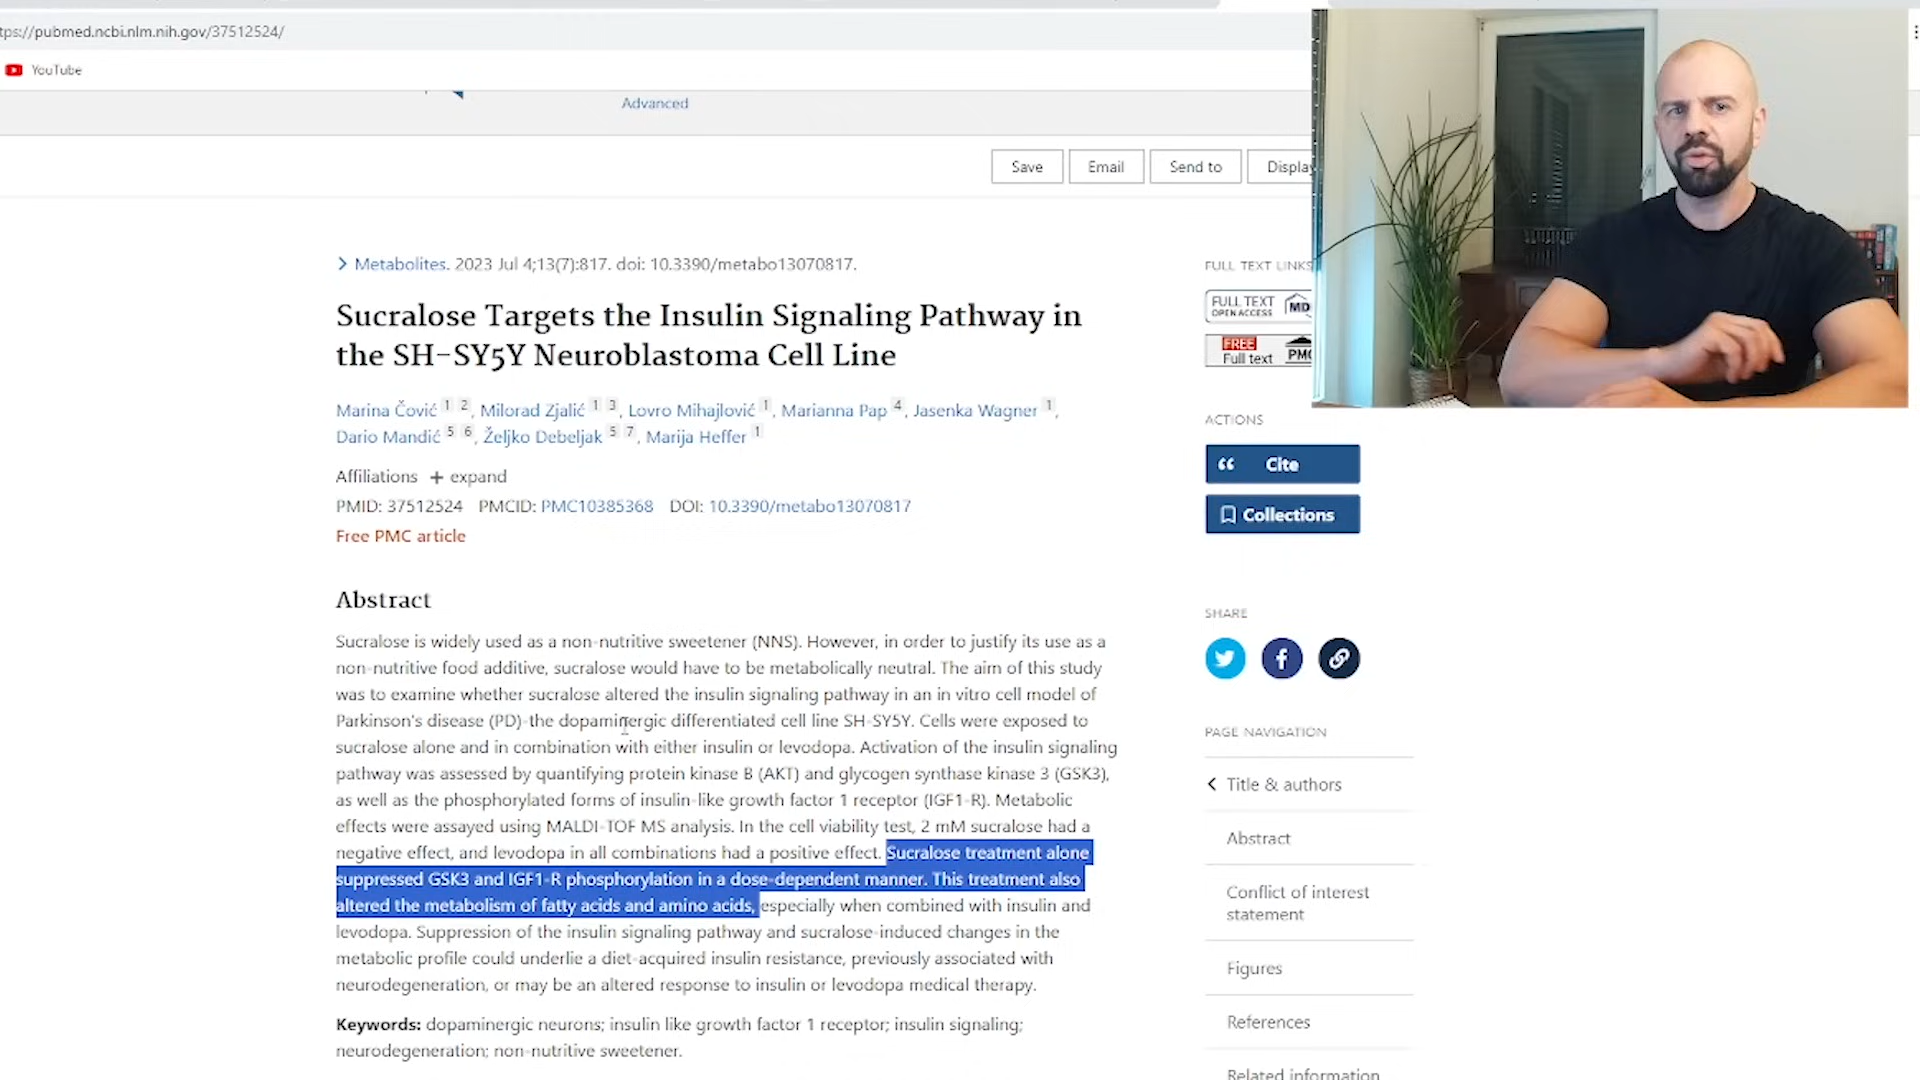 tps://pubmed.ncbi.nlm.nih.gov/37512524/
YouTube
Advanced
Save
Email
Send to
Display
Metabolites. 2023 Jul 4;13(7):817. doi: 10.3390/metabo13070817.
Sucralose Targets the Insulin Signaling Pathway in
the SH-SY5Y Neuroblastoma Cell Line
Marina Čović 1 2, Milorad Zjalić 1 3, Lovro Mihajlović 1, Marianna Pap 4, Jasenka Wagner 1,
Dario Mandić 5 6, Željko Debeljak 5 7, Marija Heffer 1
Affiliations + expand
PMID: 37512524 PMCID: PMC10385368 DOI: 10.3390/metabo13070817
Free PMC article
Abstract
Sucralose is widely used as a non-nutritive sweetener (NNS). However, in order to justify its use as a
non-nutritive food additive, sucralose would have to be metabolically neutral. The aim of this study
was to examine whether sucralose altered the insulin signaling pathway in an in vitro cell model of
Parkinson's disease (PD)-the dopaminergic differentiated cell line SH-SY5Y. Cells were exposed to
sucralose alone and in combination with either insulin or levodopa. Activation of the insulin signaling
pathway was assessed by quantifying protein kinase B (AKT) and glycogen synthase kinase 3 (GSK3),
as well as the phosphorylated forms of insulin-like growth factor 1 receptor (IGF1-R). Metabolic
effects were assayed using MALDI-TOF MS analysis. In the cell viability test, 2 mM sucralose had a
negative effect, and levodopa in all combinations had a positive effect. Sucralose treatment alone
suppressed GSK3 and IGF1-R phosphorylation in a dose-dependent manner. This treatment also
altered the metabolism of fatty acids and amino acids, especially when combined with insulin and
levodopa. Suppression of the insulin signaling pathway and sucralose-induced changes in the
metabolic profile could underlie a diet-acquired insulin resistance, previously associated with
neurodegeneration, or may be an altered response to insulin or levodopa medical therapy.
Keywords: dopaminergic neurons; insulin like growth factor 1 receptor; insulin signaling;
neurodegeneration; non-nutritive sweetener.
FULL TEXT LINKS
FULL TEXT
OPEN ACCESS
MD
FREE
Full text
PMC
ACTIONS
Cite
Collections
SHARE
PAGE NAVIGATION
Title & authors
Abstract
Conflict of interest
statement
Figures
References
Related information